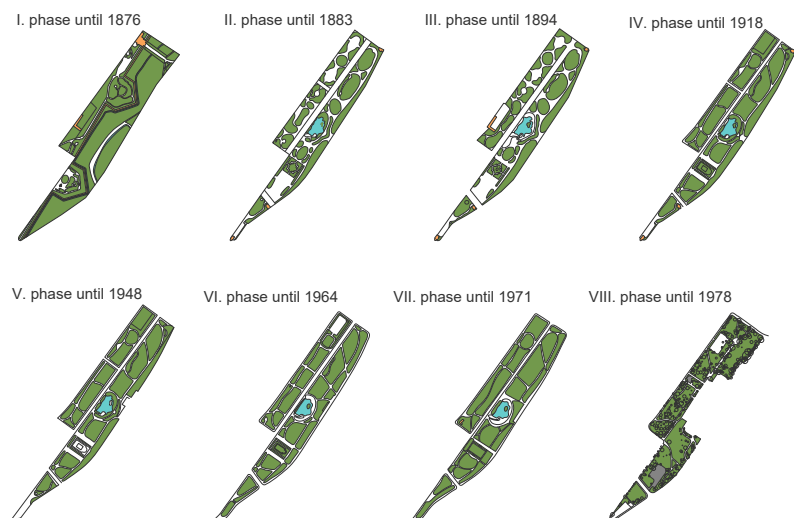 I. phase until 1876
II. phase until 1883
III. phase until 1894
IV. phase until 1918
V. phase until 1948
VI. phase until 1964
VII. phase until 1971
VIII. phase until 1978